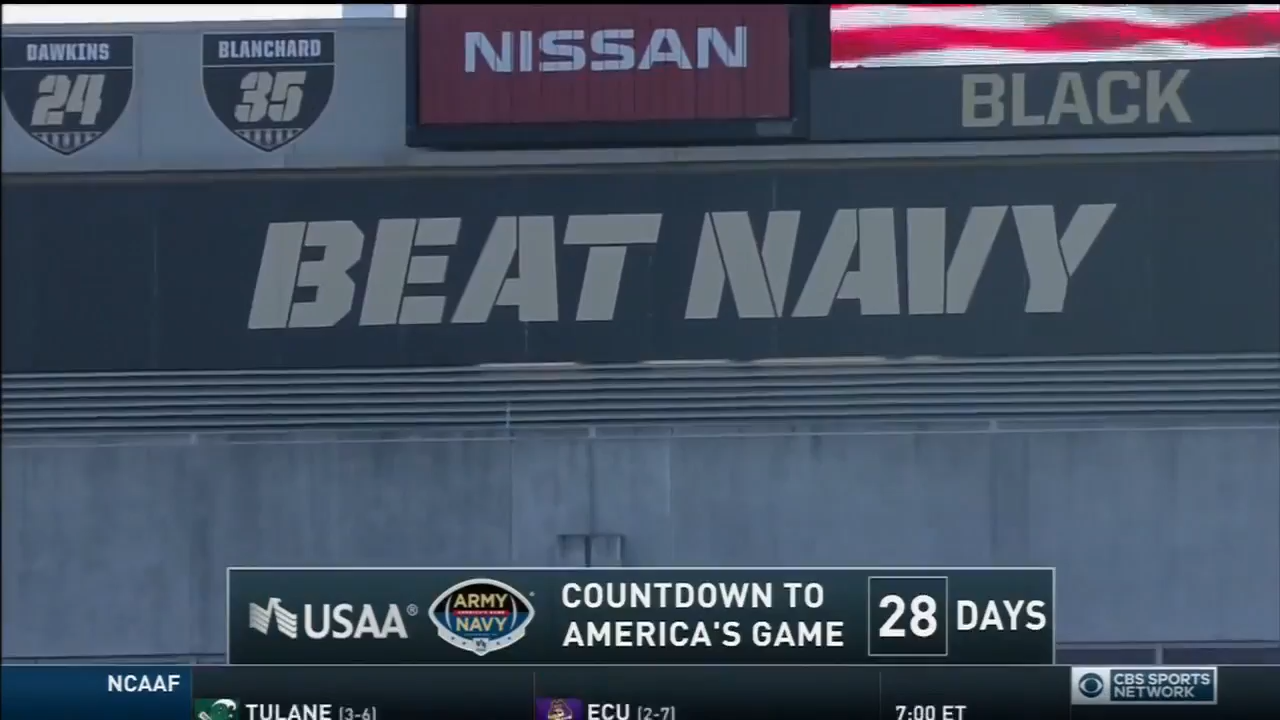 DAWKINS
24
BLANCHARD
35
NISSAN
BLACK
BEAT NAVY
USAA®
ARMY
NAVY
COUNTDOWN TO
AMERICA'S GAME
28 DAYS
NCAAF
TULANE (3-6)
ECU (2-7)
7:00 ET
CBS SPORTS
NETWORK